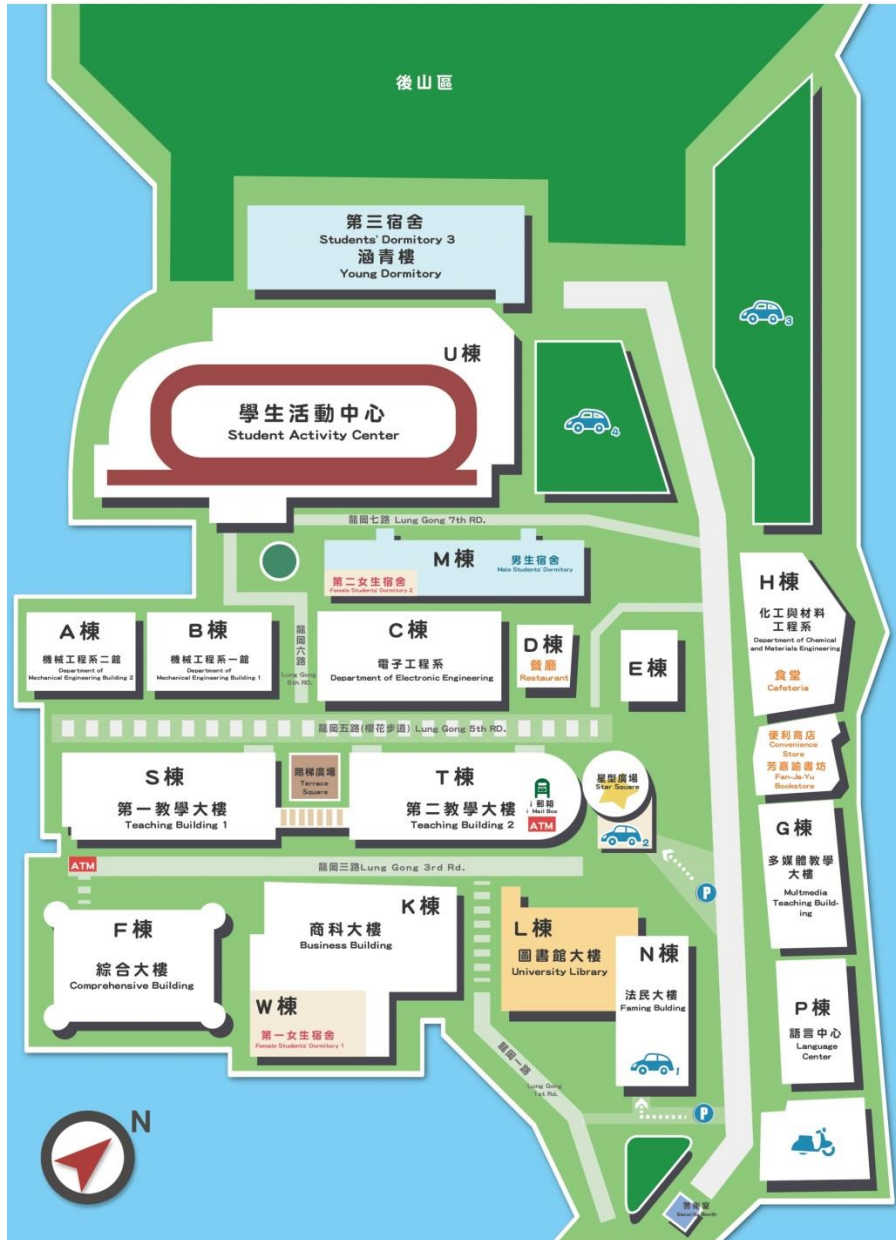 後山區
第三宿舍
Students' Dormitory 3
涵青樓
Young Dormitory
3
U棟
學生活動中心
Student Activity Center
4
龍岡七路 Lung Gong 7th RD.
M棟
男生宿舍
Male Students' Dormitory
第二女生宿舍
Female Students' Dormitory 2
H棟
化工與材料
工程系
Department of Chemical
and Materials Engineering
食堂
Cafeteria
A棟
機械工程系二館
Department of
Mechanical Engineering Building 2
B棟
機械工程系一館
Department of
Mechanical Engineering Building 1
龍岡六路
Lung Gong
6th RD.
C棟
電子工程系
Department of Electronic Engineering
D棟
餐廳
Restaurant
E棟
龍岡五路(櫻花步道) Lung Gong 5th RD.
便利商店
Convenience
Store
芳嘉諭書坊
Fan-Ja-Yu
Bookstore
S棟
第一教學大樓
Teaching Building 1
階梯廣場
Terrace
Square
T棟
第二教學大樓
Teaching Building 2
i 郵箱
i Mail Box
ATM
星型廣場
Star Square
2
G棟
多媒體教學
大樓
Multmedia
Teaching Build-
ing
ATM
龍岡三路Lung Gong 3rd Rd.
P
F棟
綜合大樓
Comprehensive Building
K棟
商科大樓
Business Building
W棟
第一女生宿舍
Female Students' Dormitory 1
L棟
圖書館大樓
University Library
N棟
法民大樓
Faming Bulding
1
P棟
語言中心
Language
Center
龍岡一路
Lung Gong
1st Rd.
P
N
警衛室
Security Booth